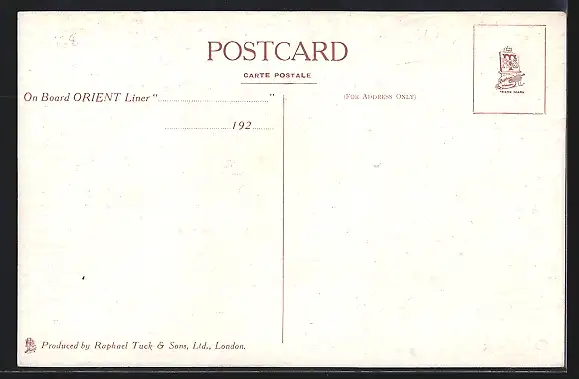 POSTCARD
CARTE POSTALE
On Board ORIENT Liner "......................................"
(FOR ADDRESS ONLY)
................................192........
TRADE MARK
Produced by Raphael Tuck & Sons, Ltd., London.